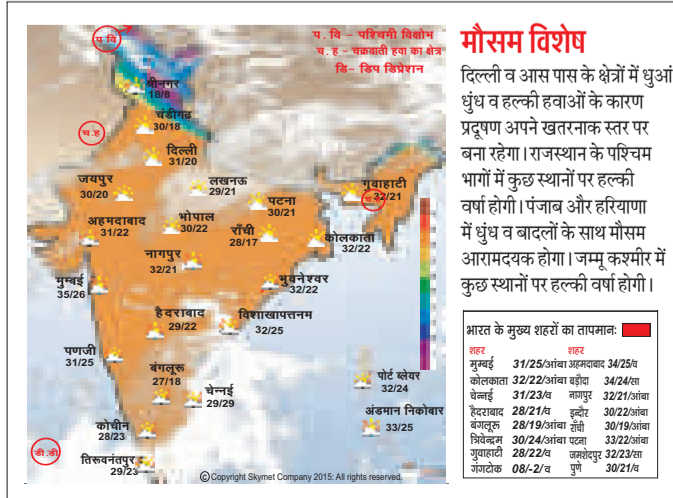 प. वि
प. वि - पश्चिमी विक्षोभ
च. ह - चक्रवाती हवा का क्षेत्र
डि- डिप डिप्रेशन
श्रीनगर
18/8
चंडीगढ़
30/18
च.ह
दिल्ली
31/20
जयपुर
30/20
लखनऊ
29/21
पटना
30/21
गुवाहाटी
32/21
अहमदाबाद
31/22
भोपाल
30/22
राँची
28/17
कोलकाता
32/22
नागपुर
32/21
मुम्बई
35/26
भुवनेश्वर
32/22
हैदराबाद
29/22
विशाखापत्तनम
32/25
पणजी
31/25
बंगलूरू
27/18
चेन्नई
29/29
पोर्ट ब्लेयर
32/24
अंडमान निकोबार
33/25
कोचीन
28/23
डी.डी
तिरूवनंतपुर
29/23
© Copyright Skymet Company 2015: All rights reserved.
मौसम विशेष
दिल्ली व आस पास के क्षेत्रों में धुआं
धुंध व हल्की हवाओं के कारण
प्रदूषण अपने खतरनाक स्तर पर
बना रहेगा। राजस्थान के पश्चिम
भागों में कुछ स्थानों पर हल्की
वर्षा होगी। पंजाब और हरियाणा
में धुंध व बादलों के साथ मौसम
आरामदयक होगा। जम्मू कश्मीर में
कुछ स्थानों पर हल्की वर्षा होगी।
भारत के मुख्य शहरों का तापमान:
शहर शहर
मुम्बई 31/25/आंबा अहमदाबाद 34/25/व
कोलकाता 32/22/आंबा बड़ौदा 34/24/सा
चेन्नई 31/23/व नागपुर 32/21/आंबा
हैदराबाद 28/21/व इन्दौर 30/22/आंबा
बंगलूरू 28/19/आंबा राँची 30/19/आंबा
त्रिवेन्द्रम 30/24/आंबा पटना 33/22/आंबा
गुवाहाटी 28/22/व जमशेदपुर 32/23/सा
गंगटोक 08/-2/व पुणे 30/21/व